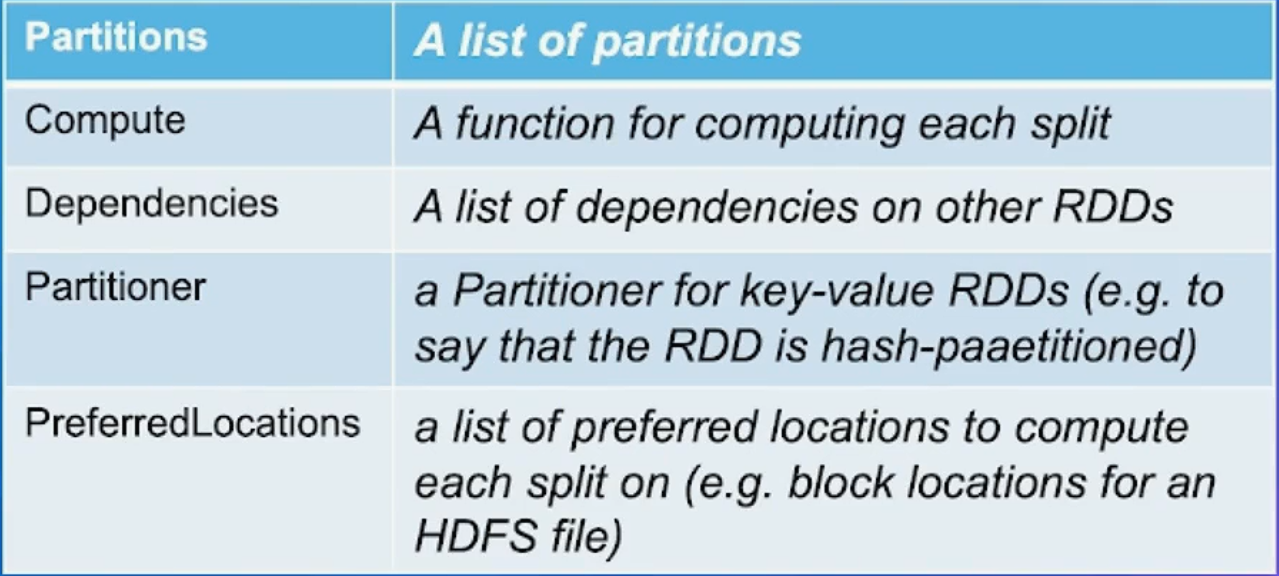 Partitions
A list of partitions
Compute
A function for computing each split
Dependencies
A list of dependencies on other RDDs
Partitioner
a Partitioner for key-value RDDs (e.g. to
say that the RDD is hash-paaetitioned)
PreferredLocations
a list of preferred locations to compute
each split on (e.g. block locations for an
HDFS file)